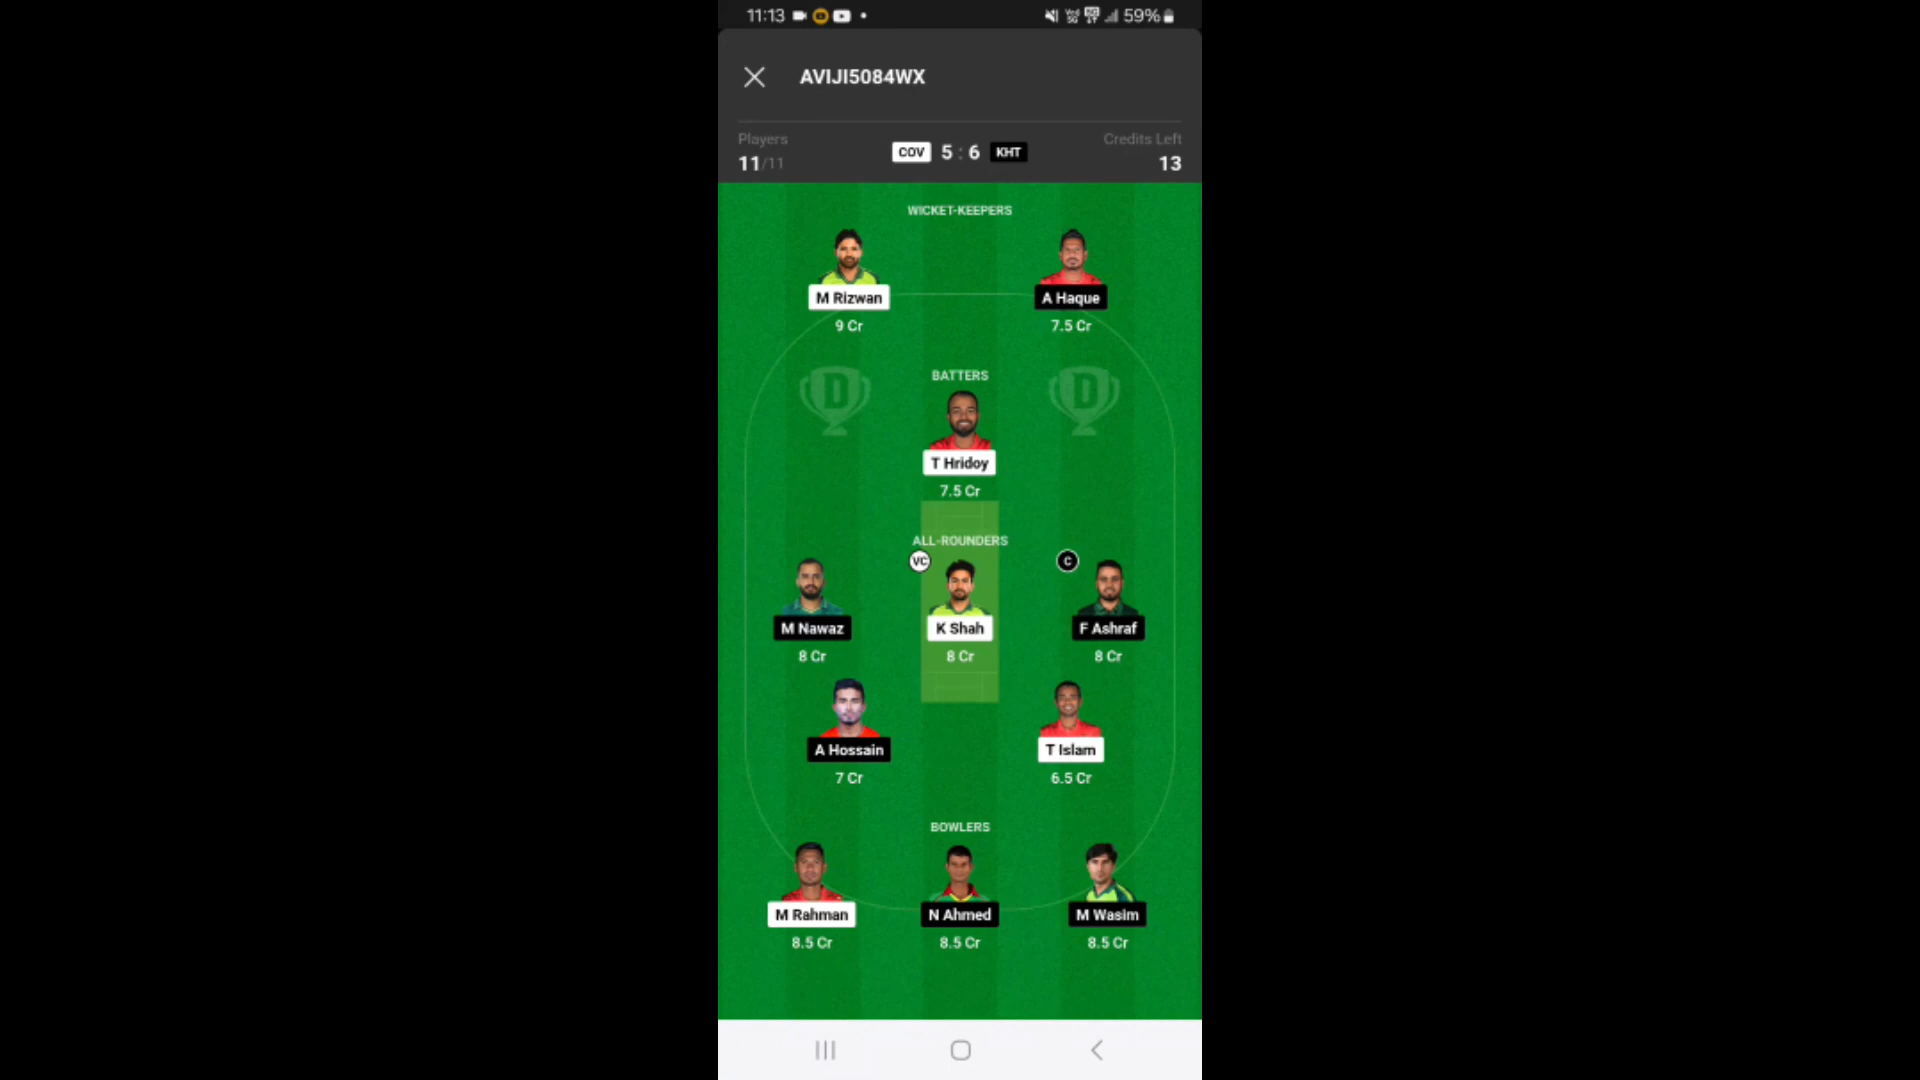 11:13 59%
AVIJI5084WX
Players Credits Left
COV 5 : 6 KHT
11/11 13
WICKET-KEEPERS
M Rizwan A Haque
9 Cr 7.5 Cr
D D
BATTERS
T Hridoy
7.5 Cr
ALL-ROUNDERS
VC C
M Nawaz K Shah F Ashraf
8 Cr 8 Cr 8 Cr
A Hossain T Islam
7 Cr 6.5 Cr
BOWLERS
M Rahman N Ahmed M Wasim
8.5 Cr 8.5 Cr 8.5 Cr